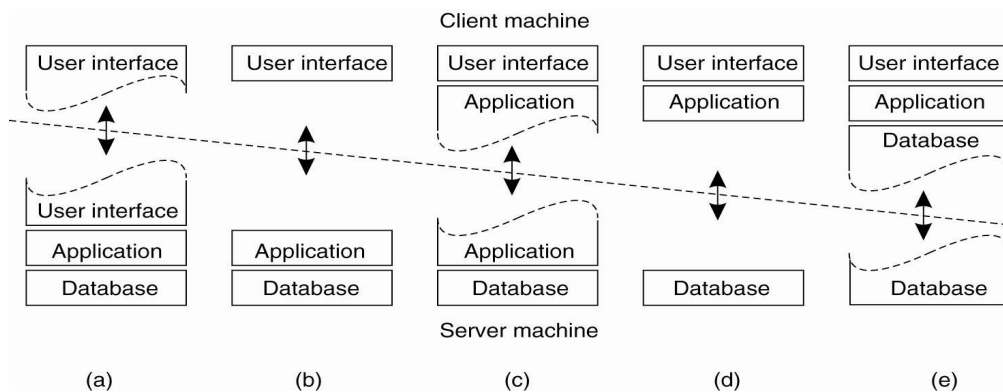 Client machine
User interface User interface User interface User interface User interface
Application Application Application
Database
User interface
Application Application Application
Database Database Database Database Database
Server machine
(a) (b) (c) (d) (e)